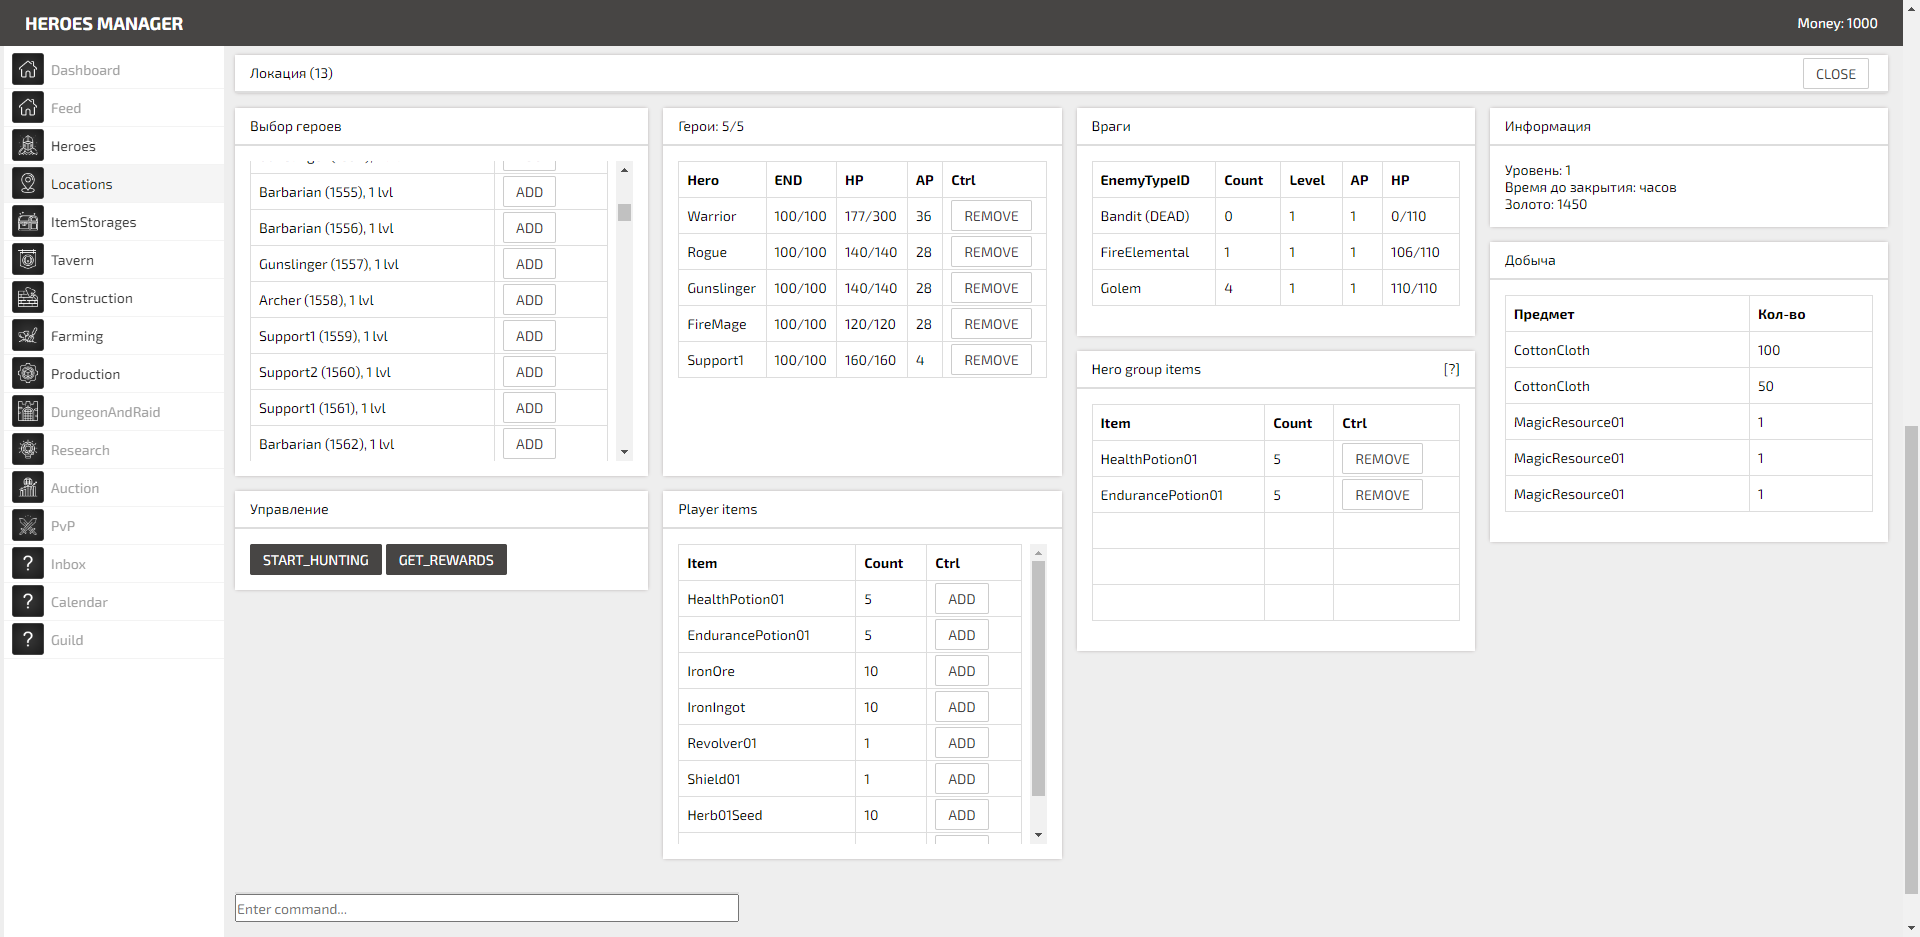 HEROES MANAGER
Money: 1000
Dashboard
Feed
Heroes
Locations
ItemStorages
Tavern
Construction
Farming
Production
DungeonAndRaid
Research
Auction
PvP
? Inbox
? Calendar
? Guild
Локация (13)
CLOSE
Выбор героев
Barbarian (1555), 1 lvl ADD
Barbarian (1556), 1 lvl ADD
Gunslinger (1557), 1 lvl ADD
Archer (1558), 1 lvl ADD
Support1 (1559), 1 lvl ADD
Support2 (1560), 1 lvl ADD
Support1 (1561), 1 lvl ADD
Barbarian (1562), 1 lvl ADD
Управление
START_HUNTING GET_REWARDS
Герои: 5/5
Hero END HP AP Ctrl
Warrior 100/100 177/300 36 REMOVE
Rogue 100/100 140/140 28 REMOVE
Gunslinger 100/100 140/140 28 REMOVE
FireMage 100/100 120/120 28 REMOVE
Support1 100/100 160/160 4 REMOVE
Player items
Item Count Ctrl
HealthPotion01 5 ADD
EndurancePotion01 5 ADD
IronOre 10 ADD
IronIngot 10 ADD
Revolver01 1 ADD
Shield01 1 ADD
Herb01Seed 10 ADD
Враги
EnemyTypeID Count Level AP HP
Bandit (DEAD) 0 1 1 0/110
FireElemental 1 1 1 106/110
Golem 4 1 1 110/110
Hero group items [?]
Item Count Ctrl
HealthPotion01 5 REMOVE
EndurancePotion01 5 REMOVE
Информация
Уровень: 1
Время до закрытия: часов
Золото: 1450
Добыча
Предмет Кол-во
CottonCloth 100
CottonCloth 50
MagicResource01 1
MagicResource01 1
MagicResource01 1
Enter command...